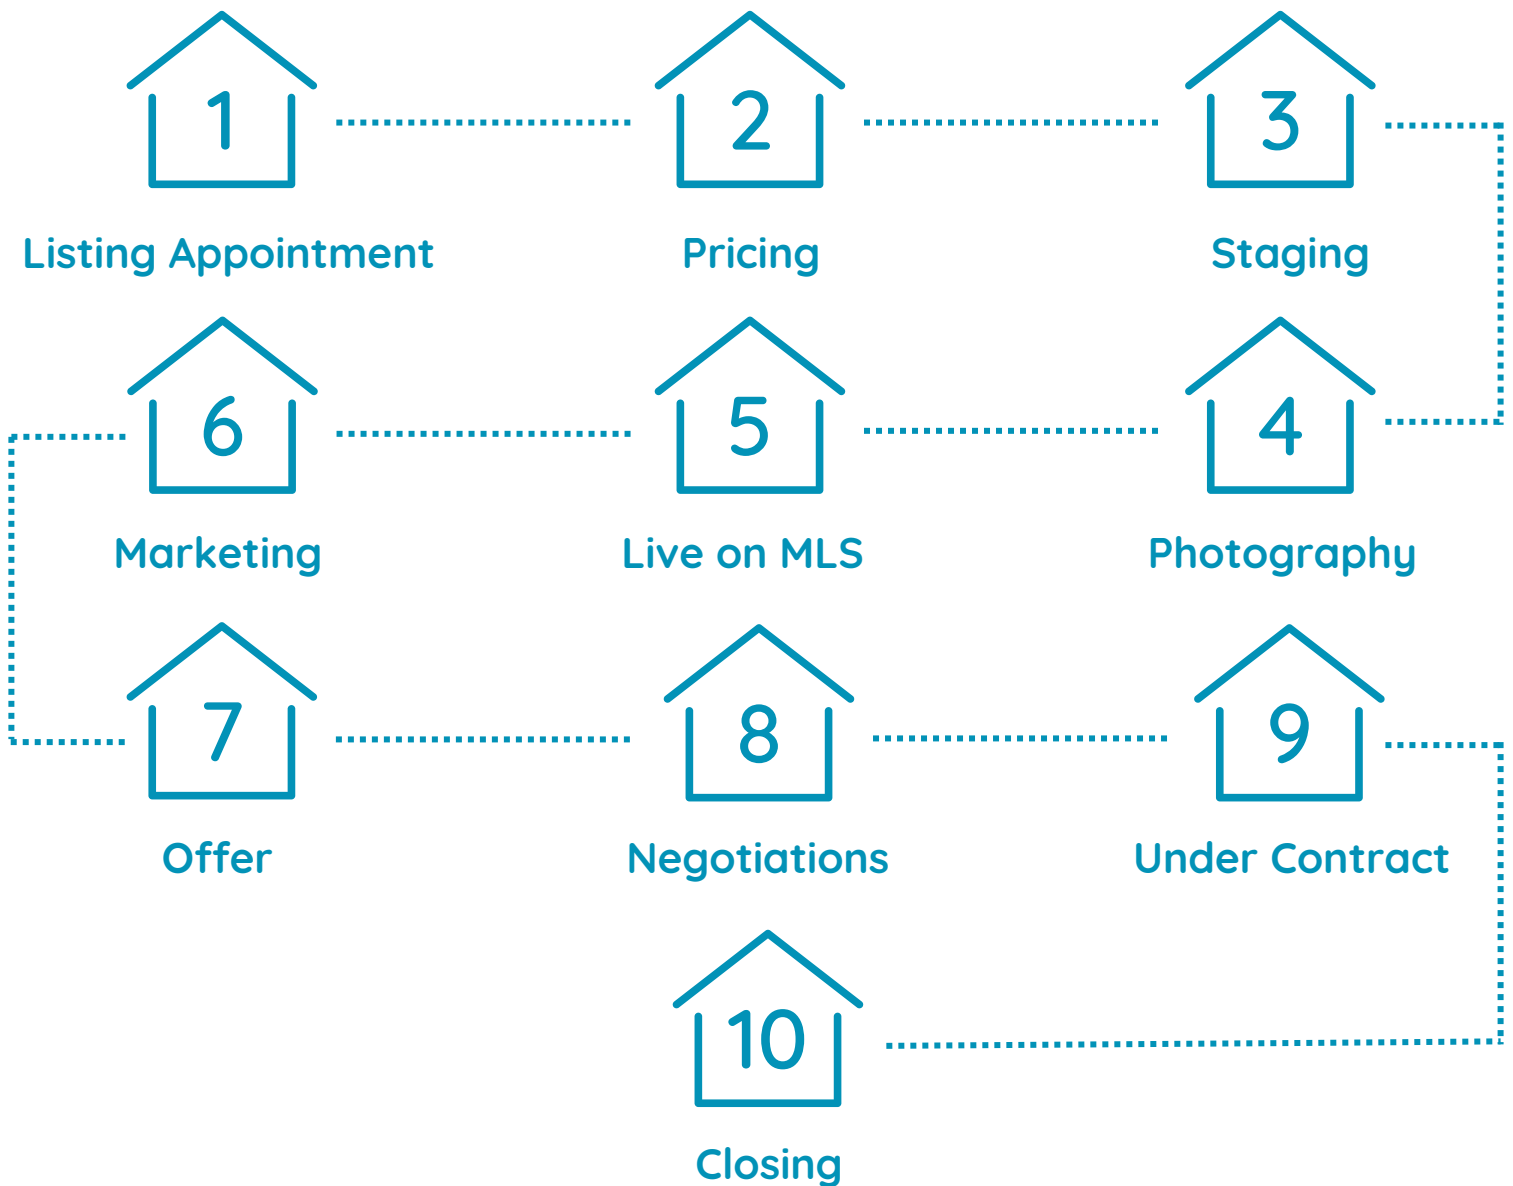 1
Listing Appointment
2
Pricing
3
Staging
4
Photography
5
Live on MLS
6
Marketing
7
Offer
8
Negotiations
9
Under Contract
10
Closing